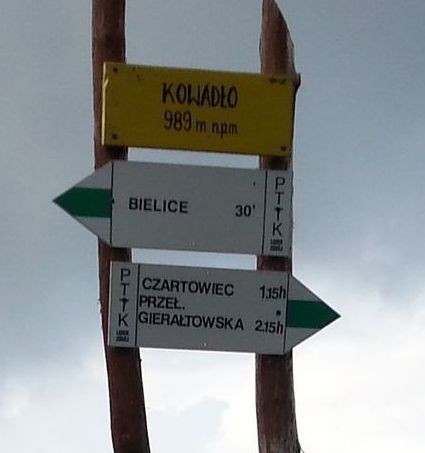 KOWADŁO
989 m n.p.m
BIELICE 30'
PTTK
PTTK
CZARTOWIEC 1.15h
PRZEŁ.
GIERAŁTOWSKA 2.15h